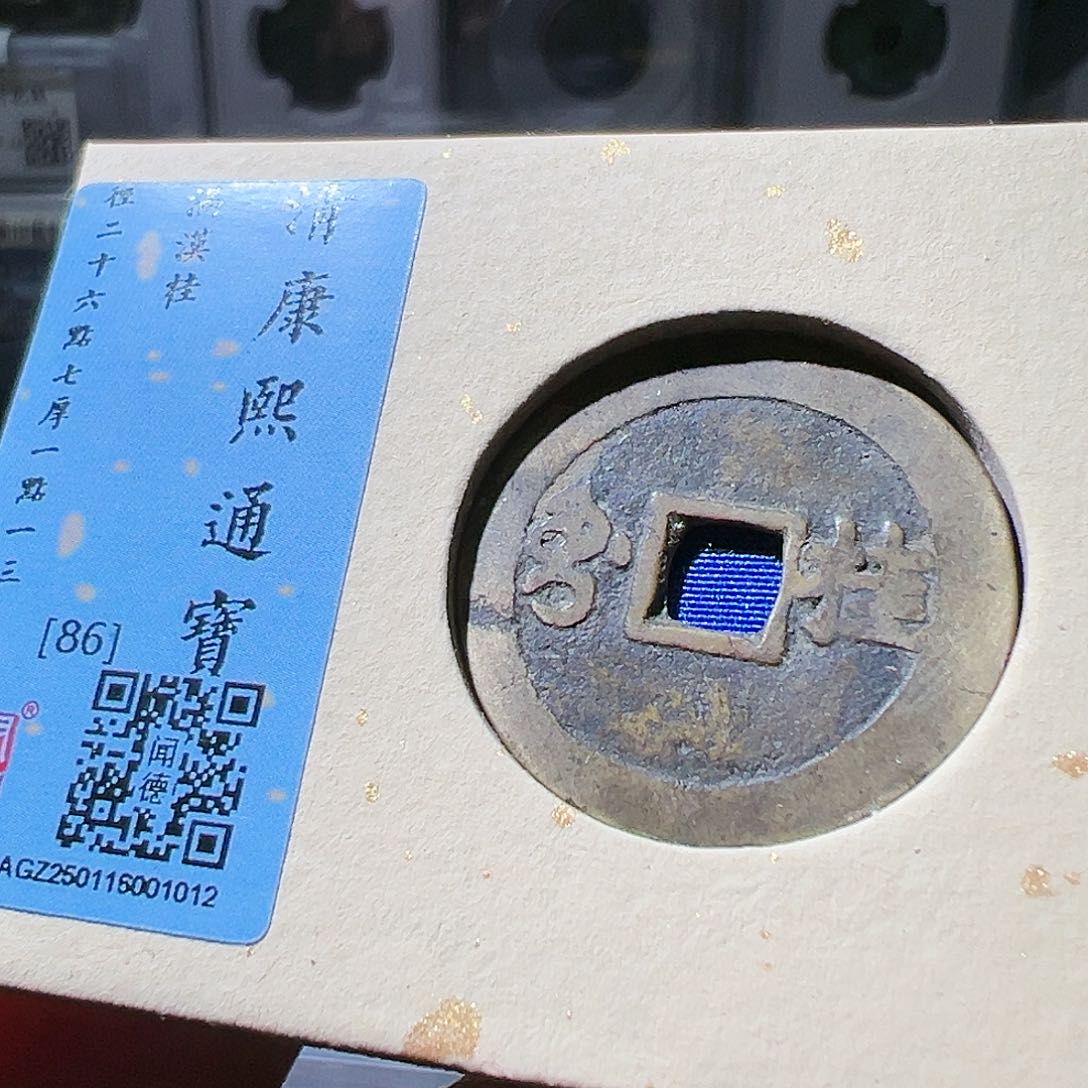 清康熙通寶
滿漢桂
徑二十六點七厚一點一三
[86]
®
闻德
AGZ250116001012
桂